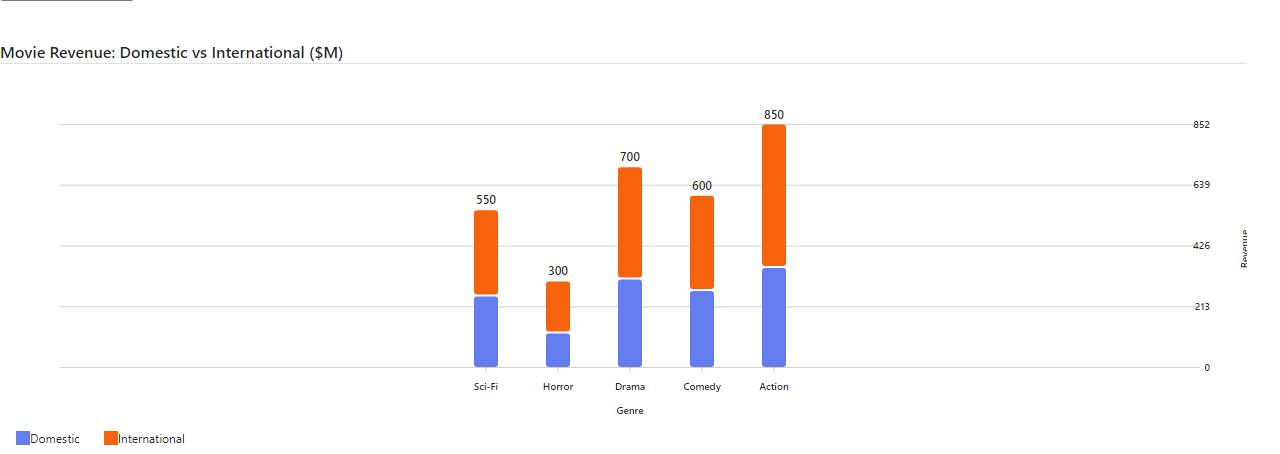 Movie Revenue: Domestic vs International ($M)
850
852
700
639
600
550
426
Revenue
300
213
0
Sci-Fi Horror Drama Comedy Action
Genre
Domestic International